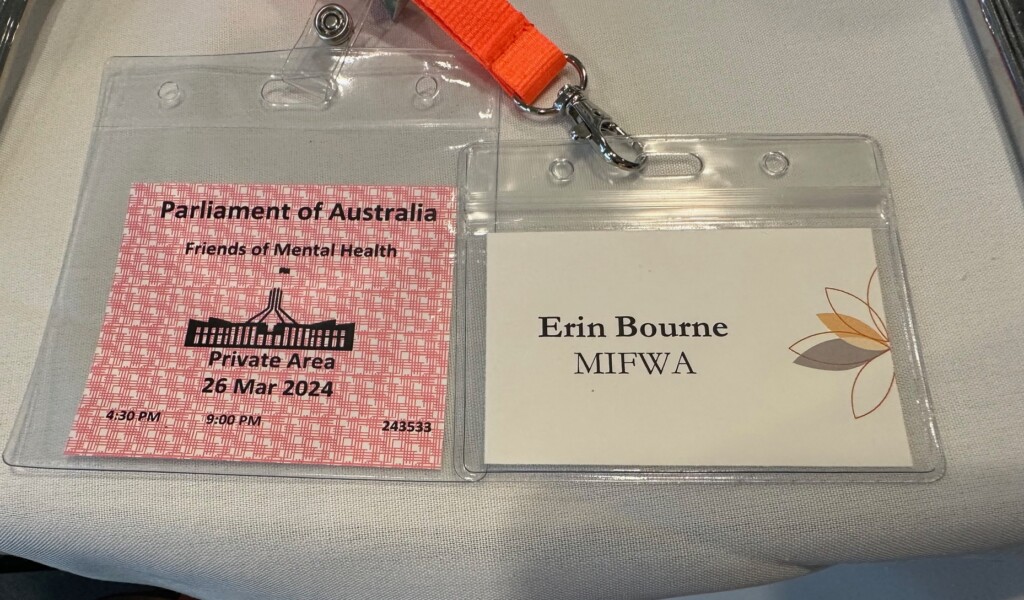 Parliament of Australia
Friends of Mental Health
Private Area
26 Mar 2024
4:30 PM 9:00 PM 243533
Erin Bourne
MIFWA